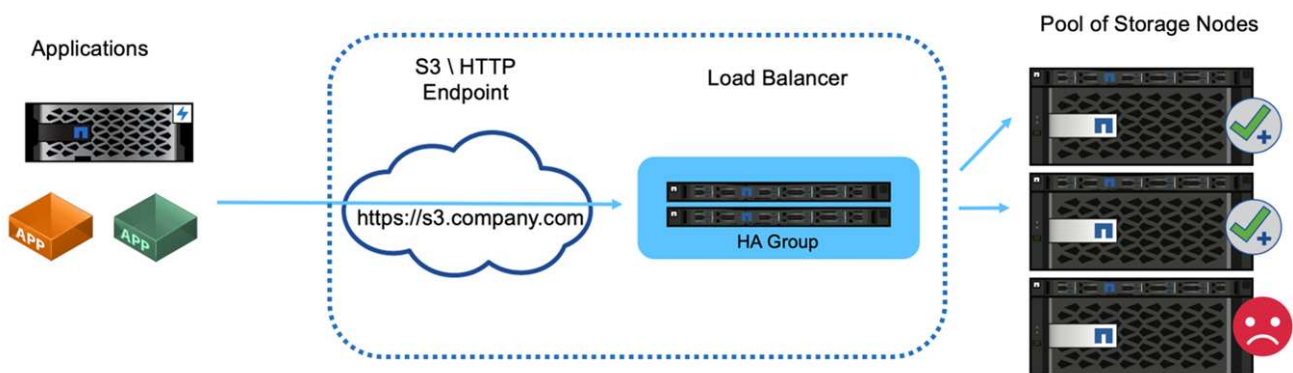 Applications
APP
APP
S3 \ HTTP
Endpoint
https://s3.company.com
Load Balancer
HA Group
Pool of Storage Nodes